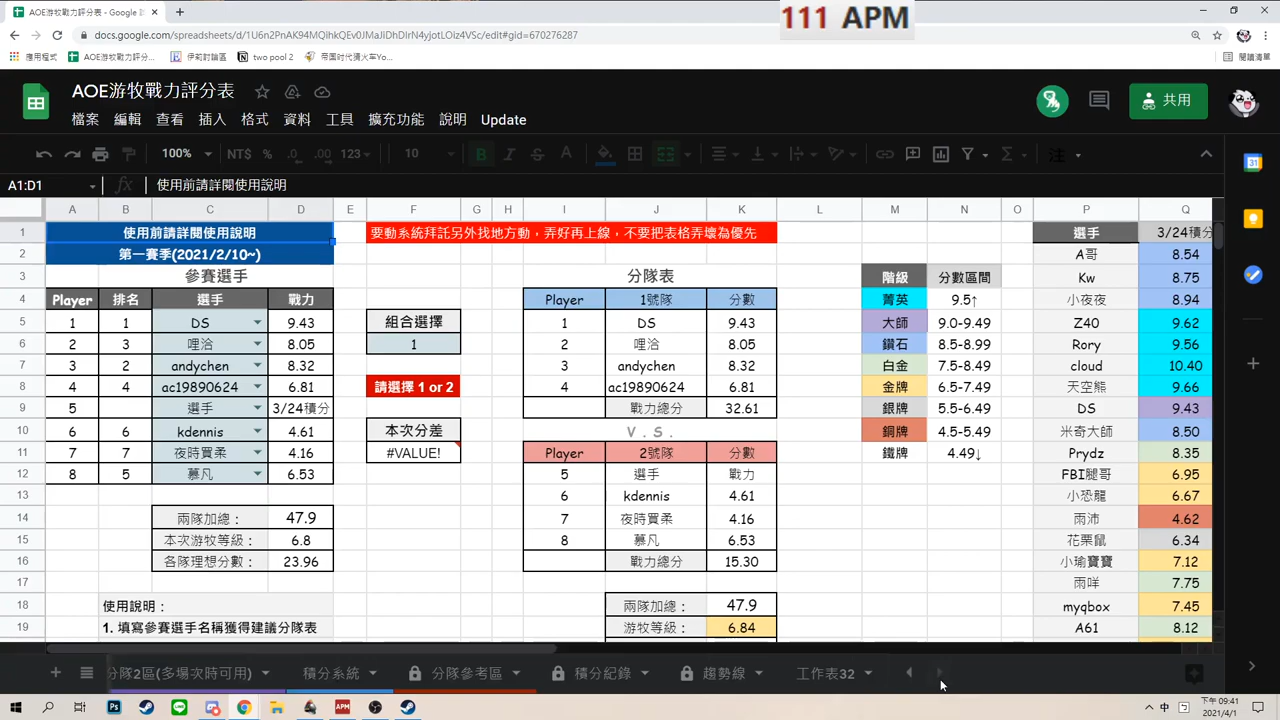 AOE游牧戰力評分表 - Google
111 APM
docs.google.com/spreadsheets/d/1U6n2PnAK94MQIhkQEv0JMaJiDhDIrN4yjotLOlz4VSc/edit#gid=670276287
應用程式 AOE游牧戰力評分... 伊莉討論區 two pool 2 帝国时代搞火车Yo... 閱讀清單
AOE游牧戰力評分表
檔案 編輯 查看 插入 格式 資料 工具 擴充功能 說明 Update
共用
100% NT$ % .0 .00 123 10 B I S A 注
A1:D1 fx 使用前請詳閱使用說明
A B C D E F G H I J K L M N O P Q
1 使用前請詳閱使用說明 要動系統拜託另外找地方動，弄好再上線，不要把表格弄壞為優先 選手 3/24積分
2 第一賽季(2021/2/10~) A哥 8.54
3 參賽選手 分隊表 階級 分數區間 Kw 8.75
4 Player 排名 選手 戰力 Player 1號隊 分數 菁英 9.5↑ 小夜夜 8.94
5 1 1 DS 9.43 組合選擇 1 DS 9.43 大師 9.0-9.49 Z40 9.62
6 2 3 哩洽 8.05 1 2 哩洽 8.05 鑽石 8.5-8.99 Rory 9.56
7 3 2 andychen 8.32 3 andychen 8.32 白金 7.5-8.49 cloud 10.40
8 4 4 ac19890624 6.81 請選擇 1 or 2 4 ac19890624 6.81 金牌 6.5-7.49 天空熊 9.66
9 5 選手 3/24積分 戰力總分 32.61 銀牌 5.5-6.49 DS 9.43
10 6 6 kdennis 4.61 本次分差 V . S . 銅牌 4.5-5.49 米奇大師 8.50
11 7 7 夜時買柔 4.16 #VALUE! Player 2號隊 分數 鐵牌 4.49↓ Prydz 8.35
12 8 5 慕凡 6.53 5 選手 戰力 FBI腿哥 6.95
13 6 kdennis 4.61 小恐龍 6.67
14 兩隊加總： 47.9 7 夜時買柔 4.16 雨沛 4.62
15 本次游牧等級： 6.8 8 慕凡 6.53 花栗鼠 6.34
16 各隊理想分數： 23.96 戰力總分 15.30 小瑜寶寶 7.12
17 雨咩 7.75
18 使用說明： 兩隊加總： 47.9 myqbox 7.45
19 1. 填寫參賽選手名稱獲得建議分隊表 游牧等級： 6.84 A61 8.12
分隊2區(多場次時可用) 積分系統 分隊參考區 積分紀錄 趨勢線 工作表32
下午 09:41
2021/4/1